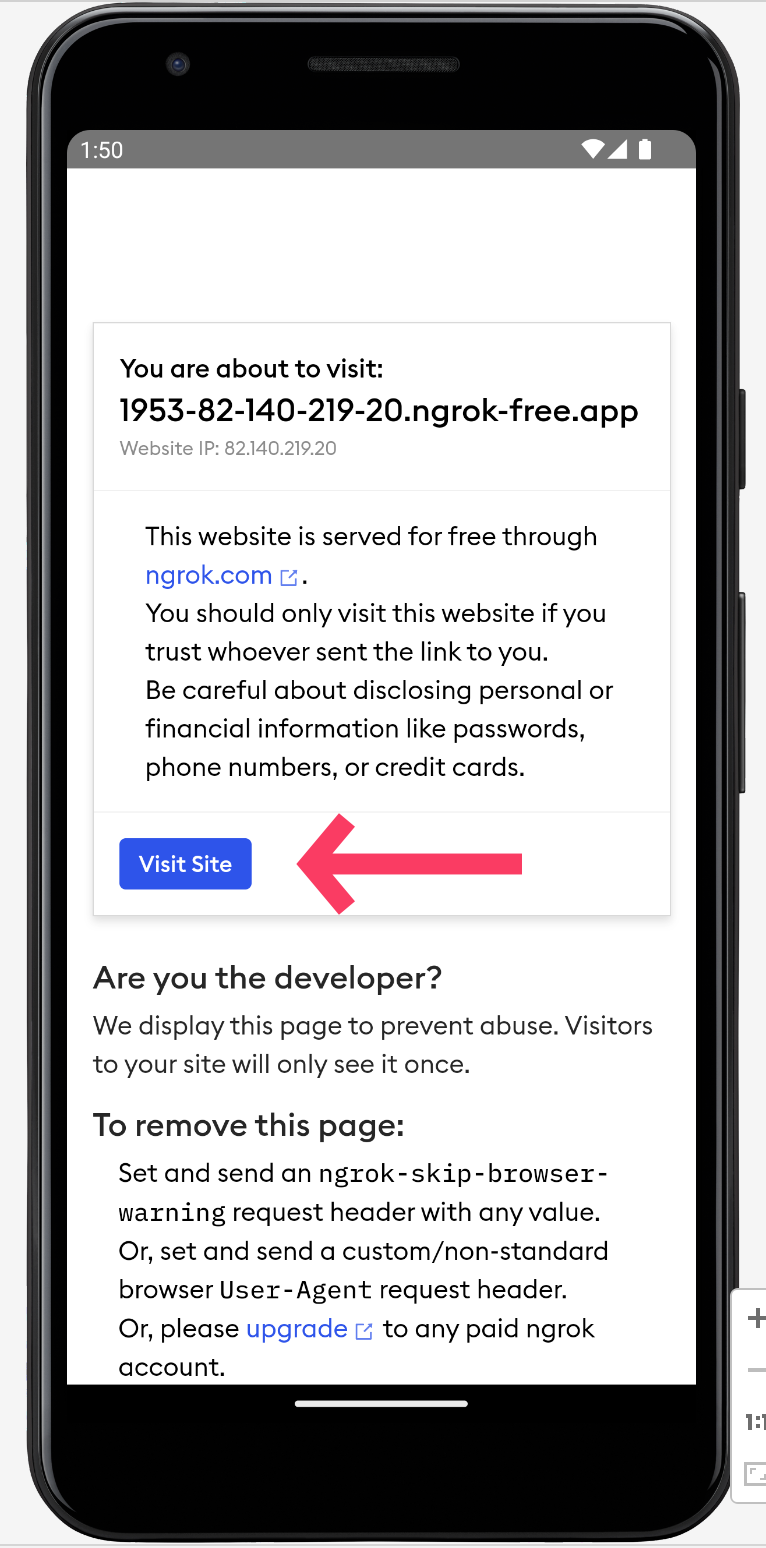 1:50
You are about to visit:
1953-82-140-219-20.ngrok-free.app
Website IP: 82.140.219.20
This website is served for free through
ngrok.com.
You should only visit this website if you
trust whoever sent the link to you.
Be careful about disclosing personal or
financial information like passwords,
phone numbers, or credit cards.
Visit Site
Are you the developer?
We display this page to prevent abuse. Visitors
to your site will only see it once.
To remove this page:
Set and send an ngrok-skip-browser-
warning request header with any value.
Or, set and send a custom/non-standard
browser User-Agent request header.
Or, please upgrade to any paid ngrok
account.
1:1